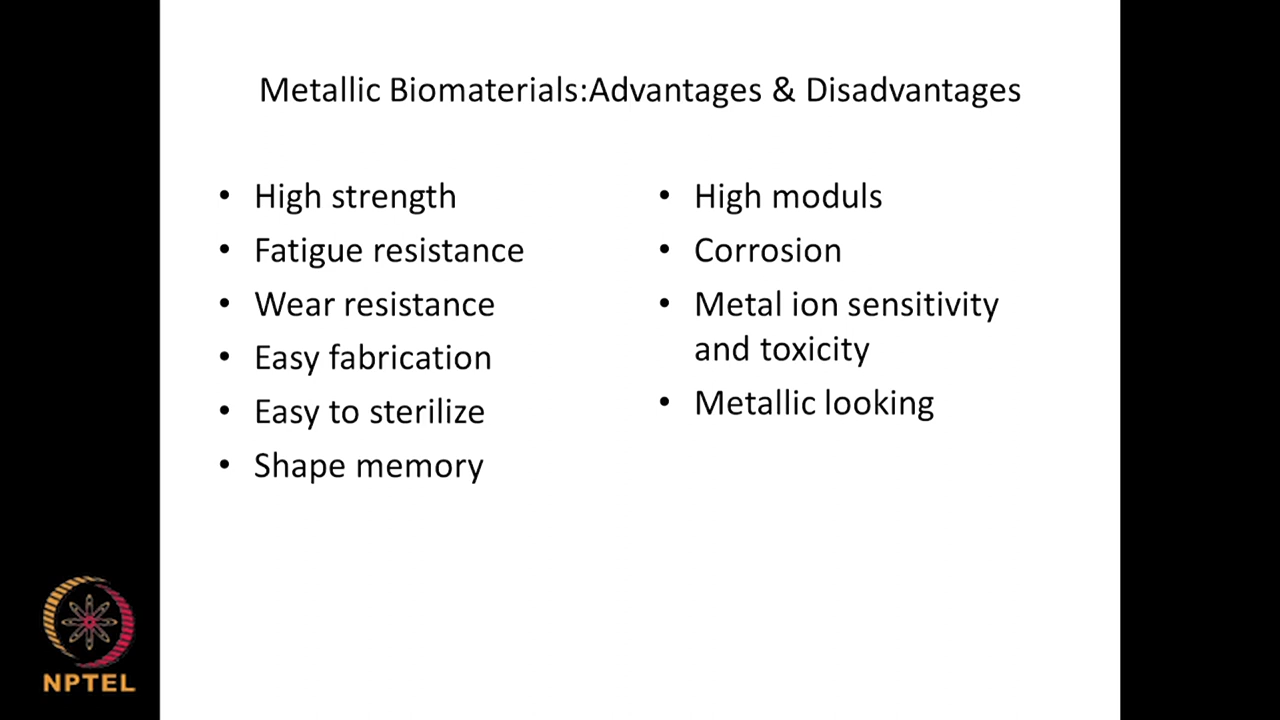 Metallic Biomaterials:Advantages & Disadvantages
• High strength
• Fatigue resistance
• Wear resistance
• Easy fabrication
• Easy to sterilize
• Shape memory
• High moduls
• Corrosion
• Metal ion sensitivity
and toxicity
• Metallic looking
NPTEL